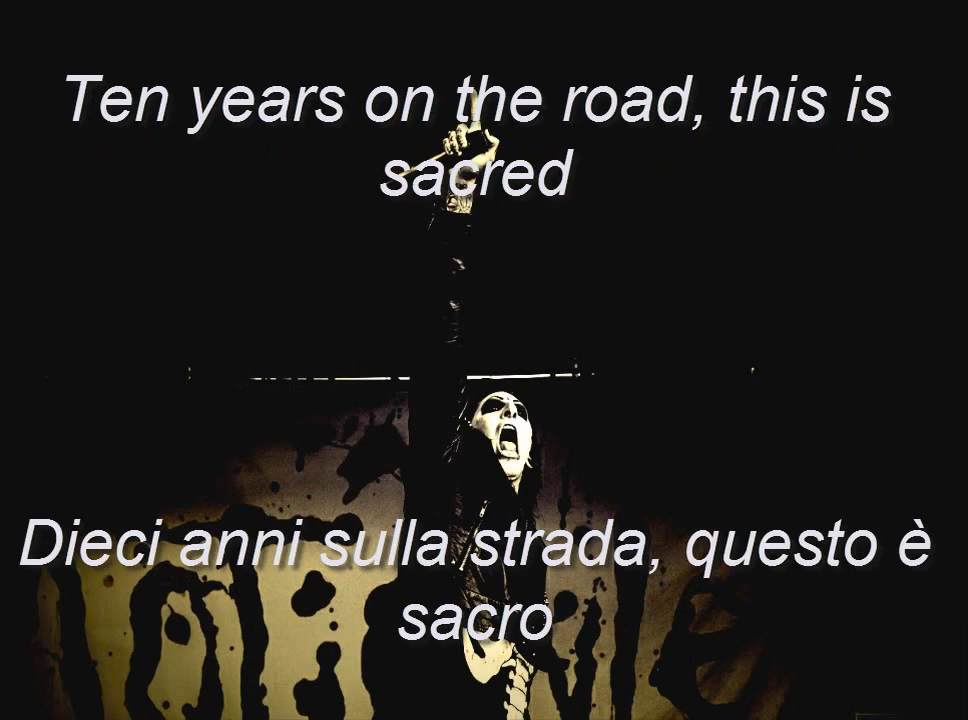 Ten years on the road, this is
sacred
Dieci anni sulla strada, questo è
sacro